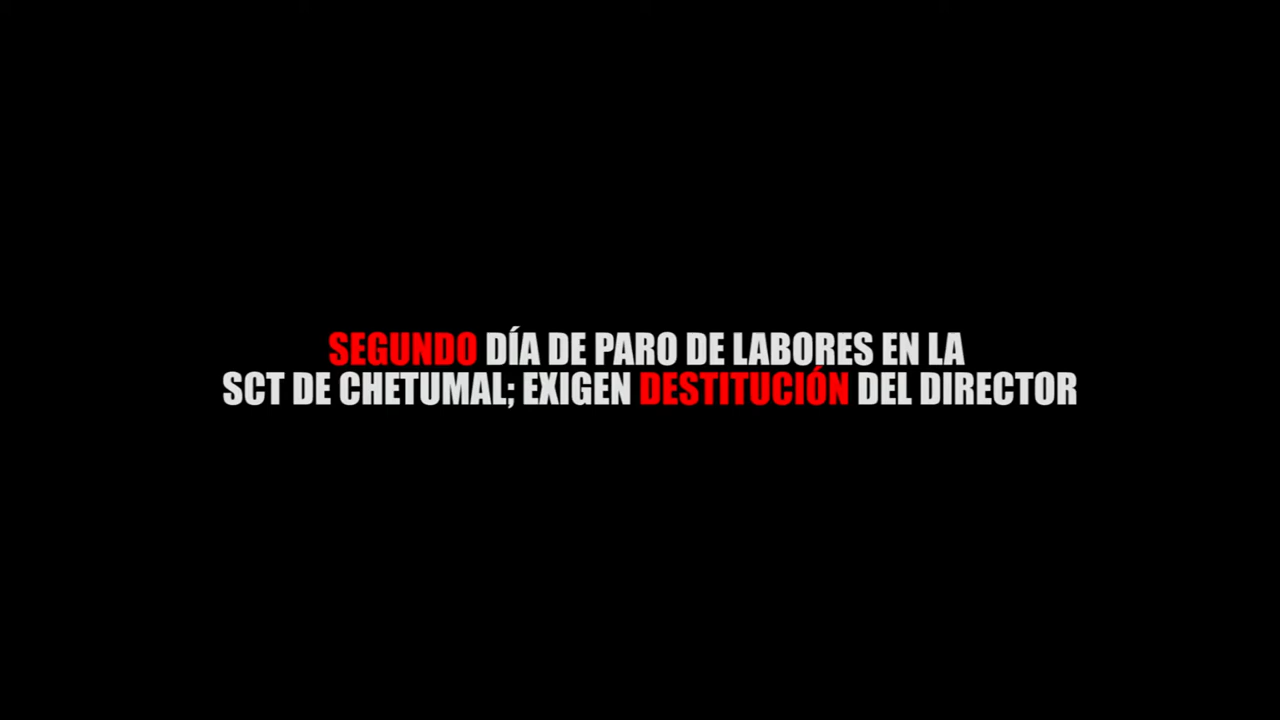 SEGUNDO DÍA DE PARO DE LABORES EN LA
SCT DE CHETUMAL; EXIGEN DESTITUCIÓN DEL DIRECTOR